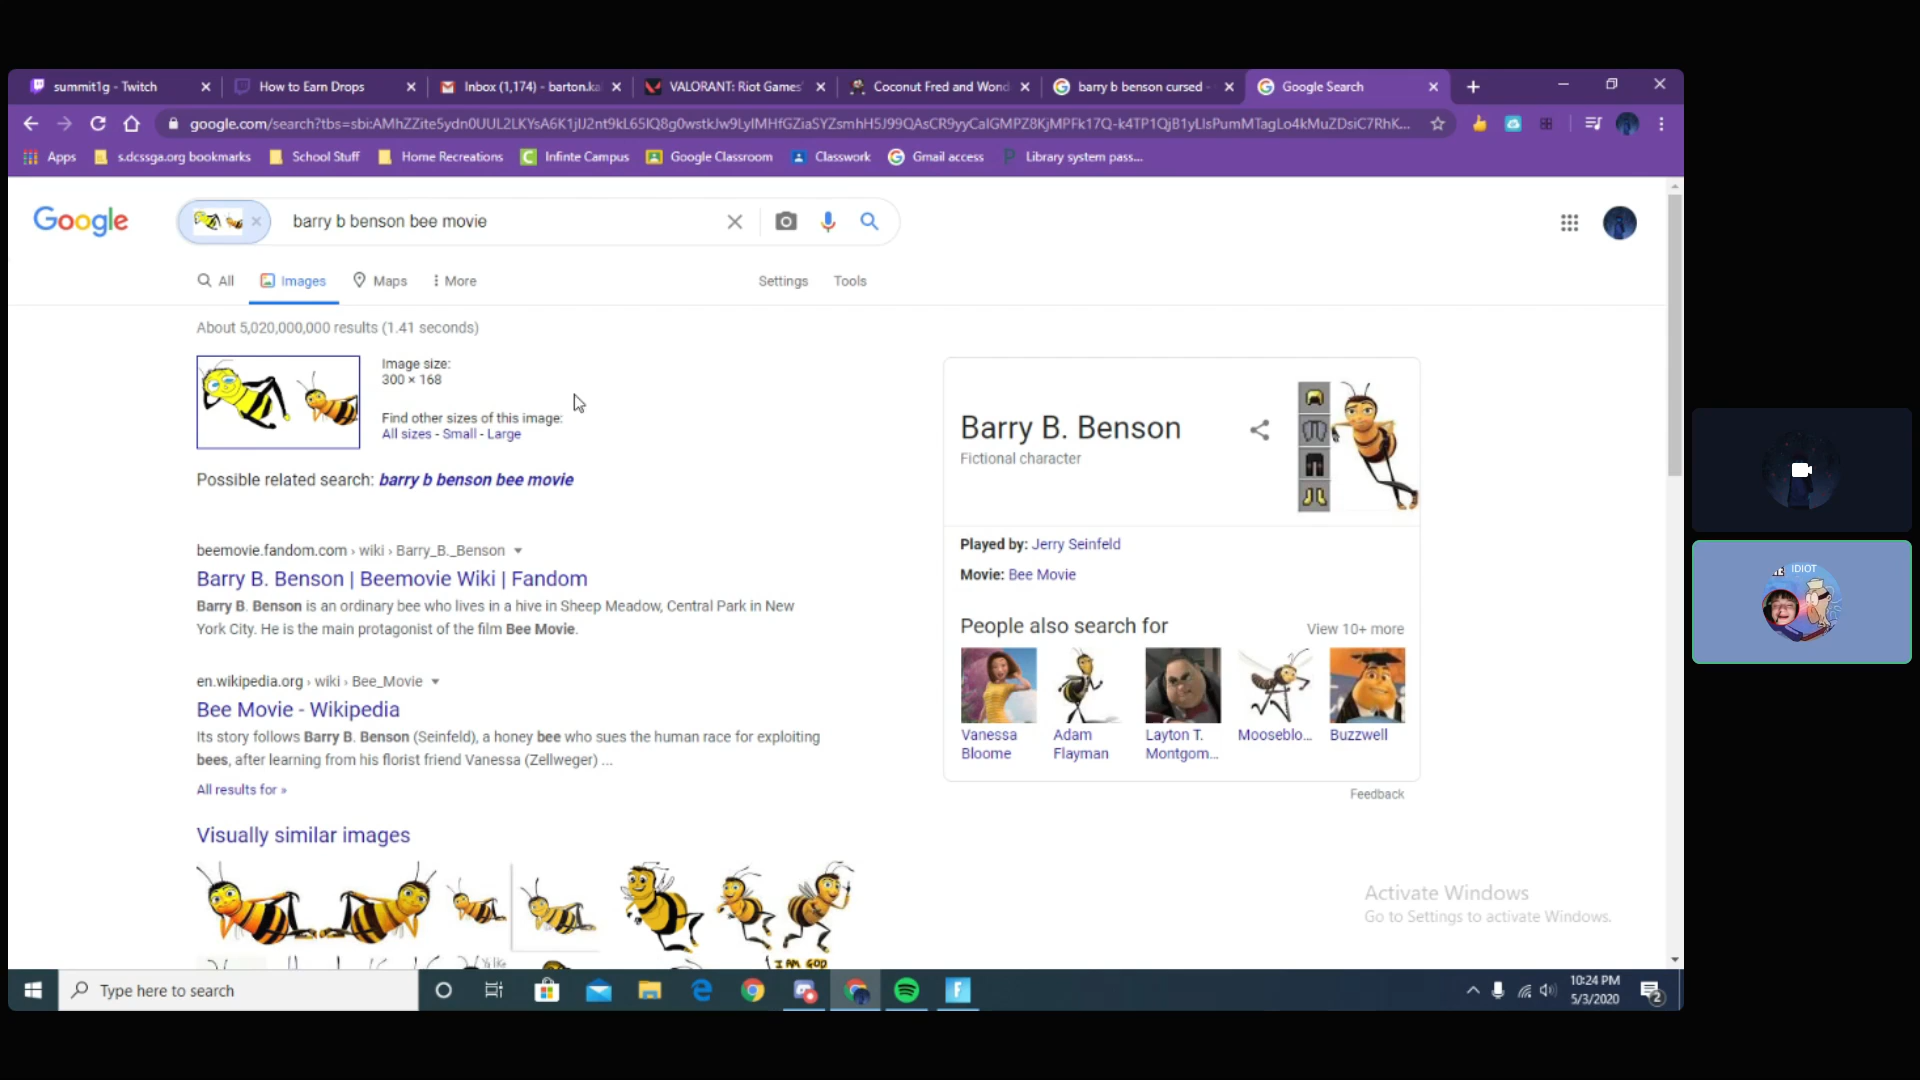 summit1g - Twitch
How to Earn Drops
Inbox (1,174) - barton.ka
VALORANT: Riot Games'
Coconut Fred and Wond
barry b benson cursed -
Google Search
Apps
s.dcssga.org bookmarks
School Stuff
Home Recreations
Infinte Campus
Google Classroom
Classwork
Gmail access
Library system pass...
Google
barry b benson bee movie
All
Images
Maps
More
Settings
Tools
About 5,020,000,000 results (1.41 seconds)
Image size:
300 × 168
Find other sizes of this image:
All sizes - Small - Large
Possible related search: barry b benson bee movie
beemovie.fandom.com › wiki › Barry_B._Benson
Barry B. Benson | Beemovie Wiki | Fandom
Barry B. Benson is an ordinary bee who lives in a hive in Sheep Meadow, Central Park in New
York City. He is the main protagonist of the film Bee Movie.
en.wikipedia.org › wiki › Bee_Movie
Bee Movie - Wikipedia
Its story follows Barry B. Benson (Seinfeld), a honey bee who sues the human race for exploiting
bees, after learning from his florist friend Vanessa (Zellweger) ...
All results for »
Visually similar images
I AM GOD
Barry B. Benson
Fictional character
Played by: Jerry Seinfeld
Movie: Bee Movie
People also search for
View 10+ more
Vanessa
Bloome
Adam
Flayman
Layton T.
Montgom...
Mooseblo...
Buzzwell
Feedback
Activate Windows
Go to Settings to activate Windows.
IDIOT
Type here to search
10:24 PM
5/3/2020
2